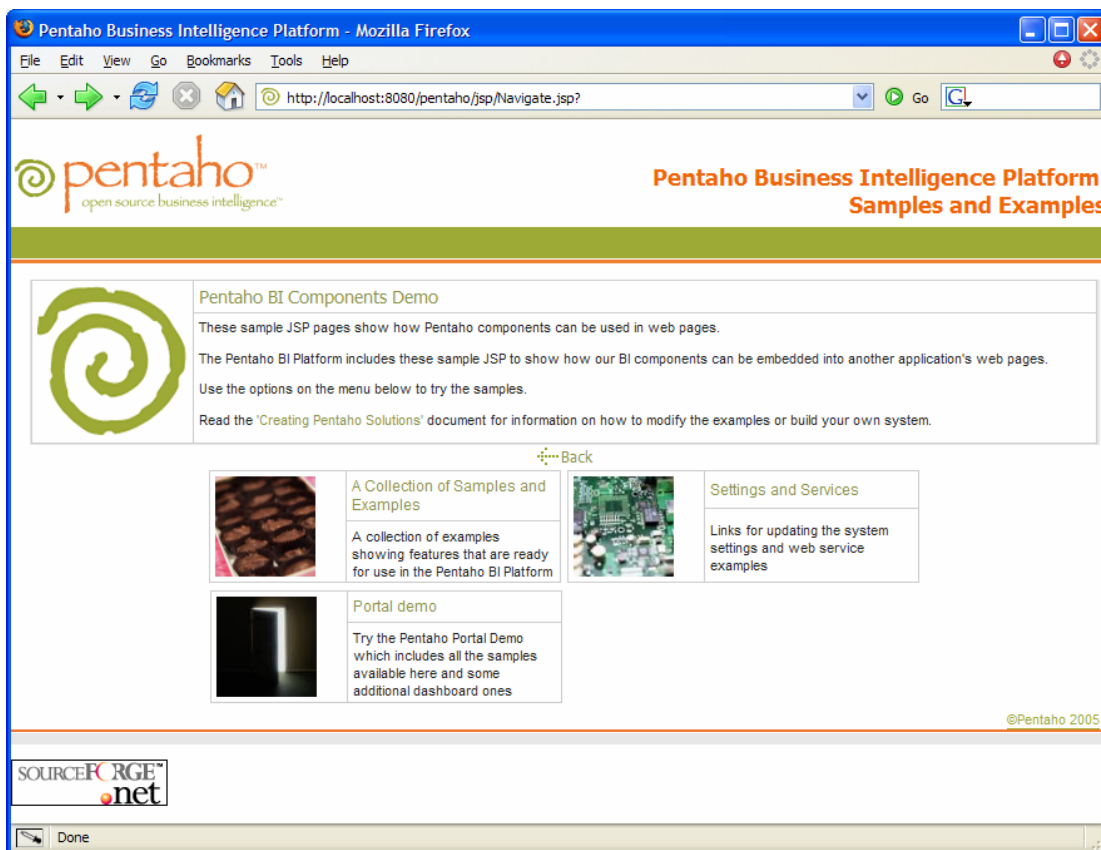 Pentaho Business Intelligence Platform - Mozilla Firefox
File Edit View Go Bookmarks Tools Help
http://localhost:8080/pentaho/jsp/Navigate.jsp?
Go
G
pentaho™
open source business intelligence™
Pentaho Business Intelligence Platform
Samples and Examples
Pentaho BI Components Demo
These sample JSP pages show how Pentaho components can be used in web pages.
The Pentaho BI Platform includes these sample JSP to show how our BI components can be embedded into another application's web pages.
Use the options on the menu below to try the samples.
Read the 'Creating Pentaho Solutions' document for information on how to modify the examples or build your own system.
Back
A Collection of Samples and
Examples
A collection of examples
showing features that are ready
for use in the Pentaho BI Platform
Settings and Services
Links for updating the system
settings and web service
examples
Portal demo
Try the Pentaho Portal Demo
which includes all the samples
available here and some
additional dashboard ones
©Pentaho 2005
SOURCEFORGE™
.net
Done